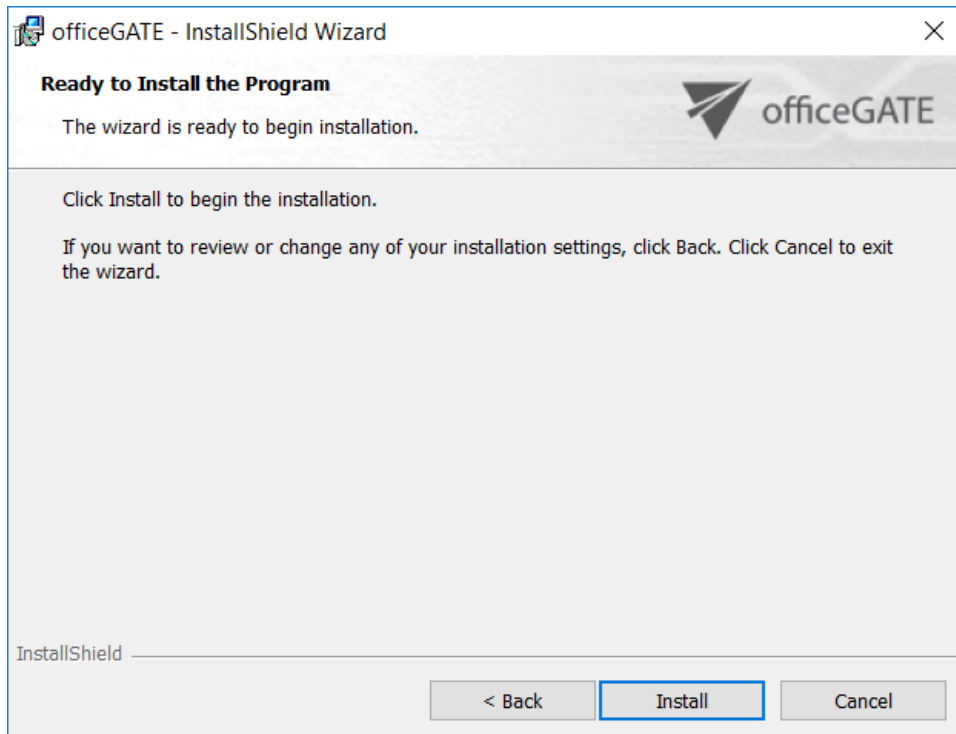 officeGATE - InstallShield Wizard
Ready to Install the Program
The wizard is ready to begin installation.
officeGATE
Click Install to begin the installation.
If you want to review or change any of your installation settings, click Back. Click Cancel to exit
the wizard.
InstallShield
< Back
Install
Cancel